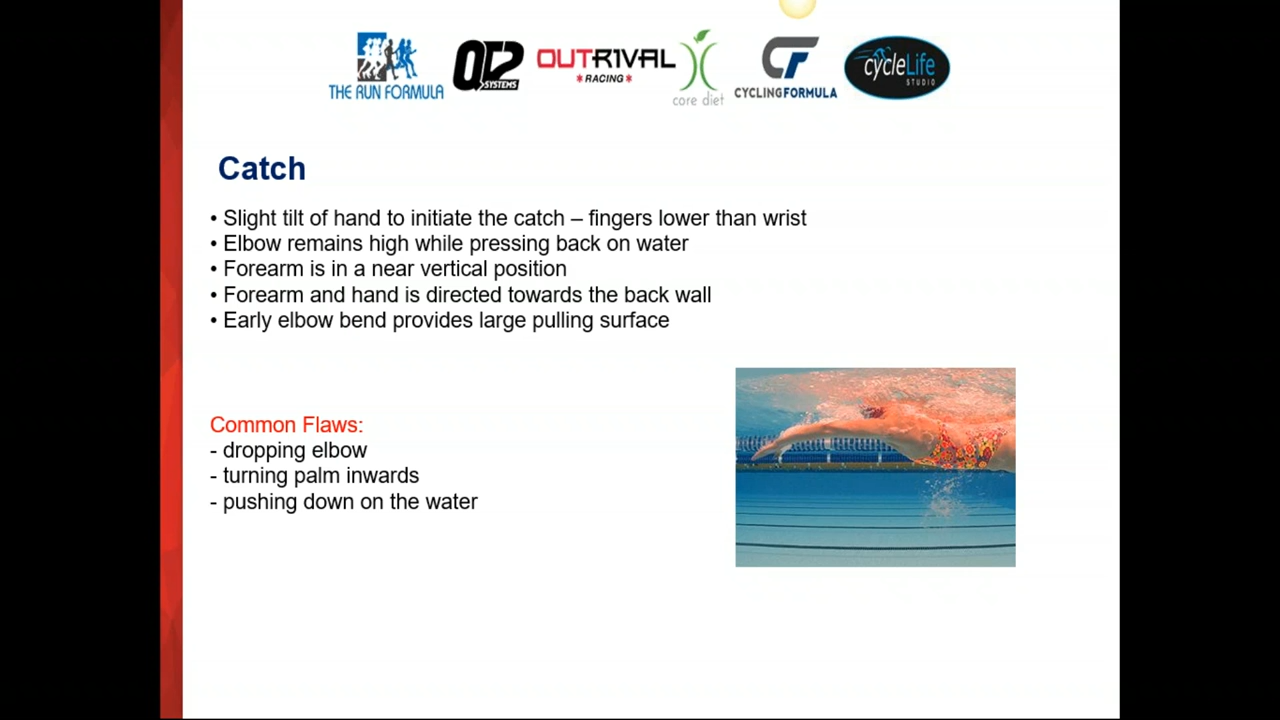 THE RUN FORMULA
QT2
SYSTEMS
OUTRIVAL
RACING
core diet
CYCLINGFORMULA
cycleLife
STUDIO
Catch
• Slight tilt of hand to initiate the catch – fingers lower than wrist
• Elbow remains high while pressing back on water
• Forearm is in a near vertical position
• Forearm and hand is directed towards the back wall
• Early elbow bend provides large pulling surface
Common Flaws:
- dropping elbow
- turning palm inwards
- pushing down on the water